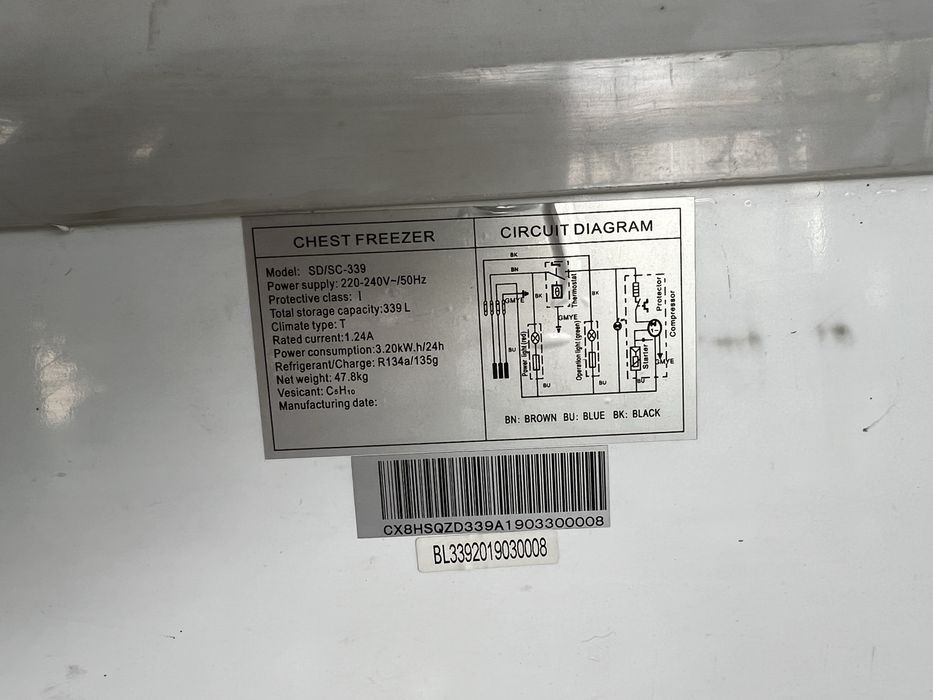 CHEST FREEZER
Model: SD/SC-339
Power supply: 220-240V~/50Hz
Protective class: I
Total storage capacity:339 L
Climate type: T
Rated current:1.24A
Power consumption:3.20kW.h/24h
Refrigerant/Charge: R134a/135g
Net weight: 47.8kg
Vesicant: C₅H₁₀
Manufacturing date:
CIRCUIT DIAGRAM
BK
BN
GMYE
BK
Thermostat
BK
GMYE
BU
Power light(red)
BU
Operation light(green)
BU
Protector
Compressor
Starter
GMYE
BU
BN: BROWN BU: BLUE BK: BLACK
CX8HSQZD339A1903300008
BL3392019030008